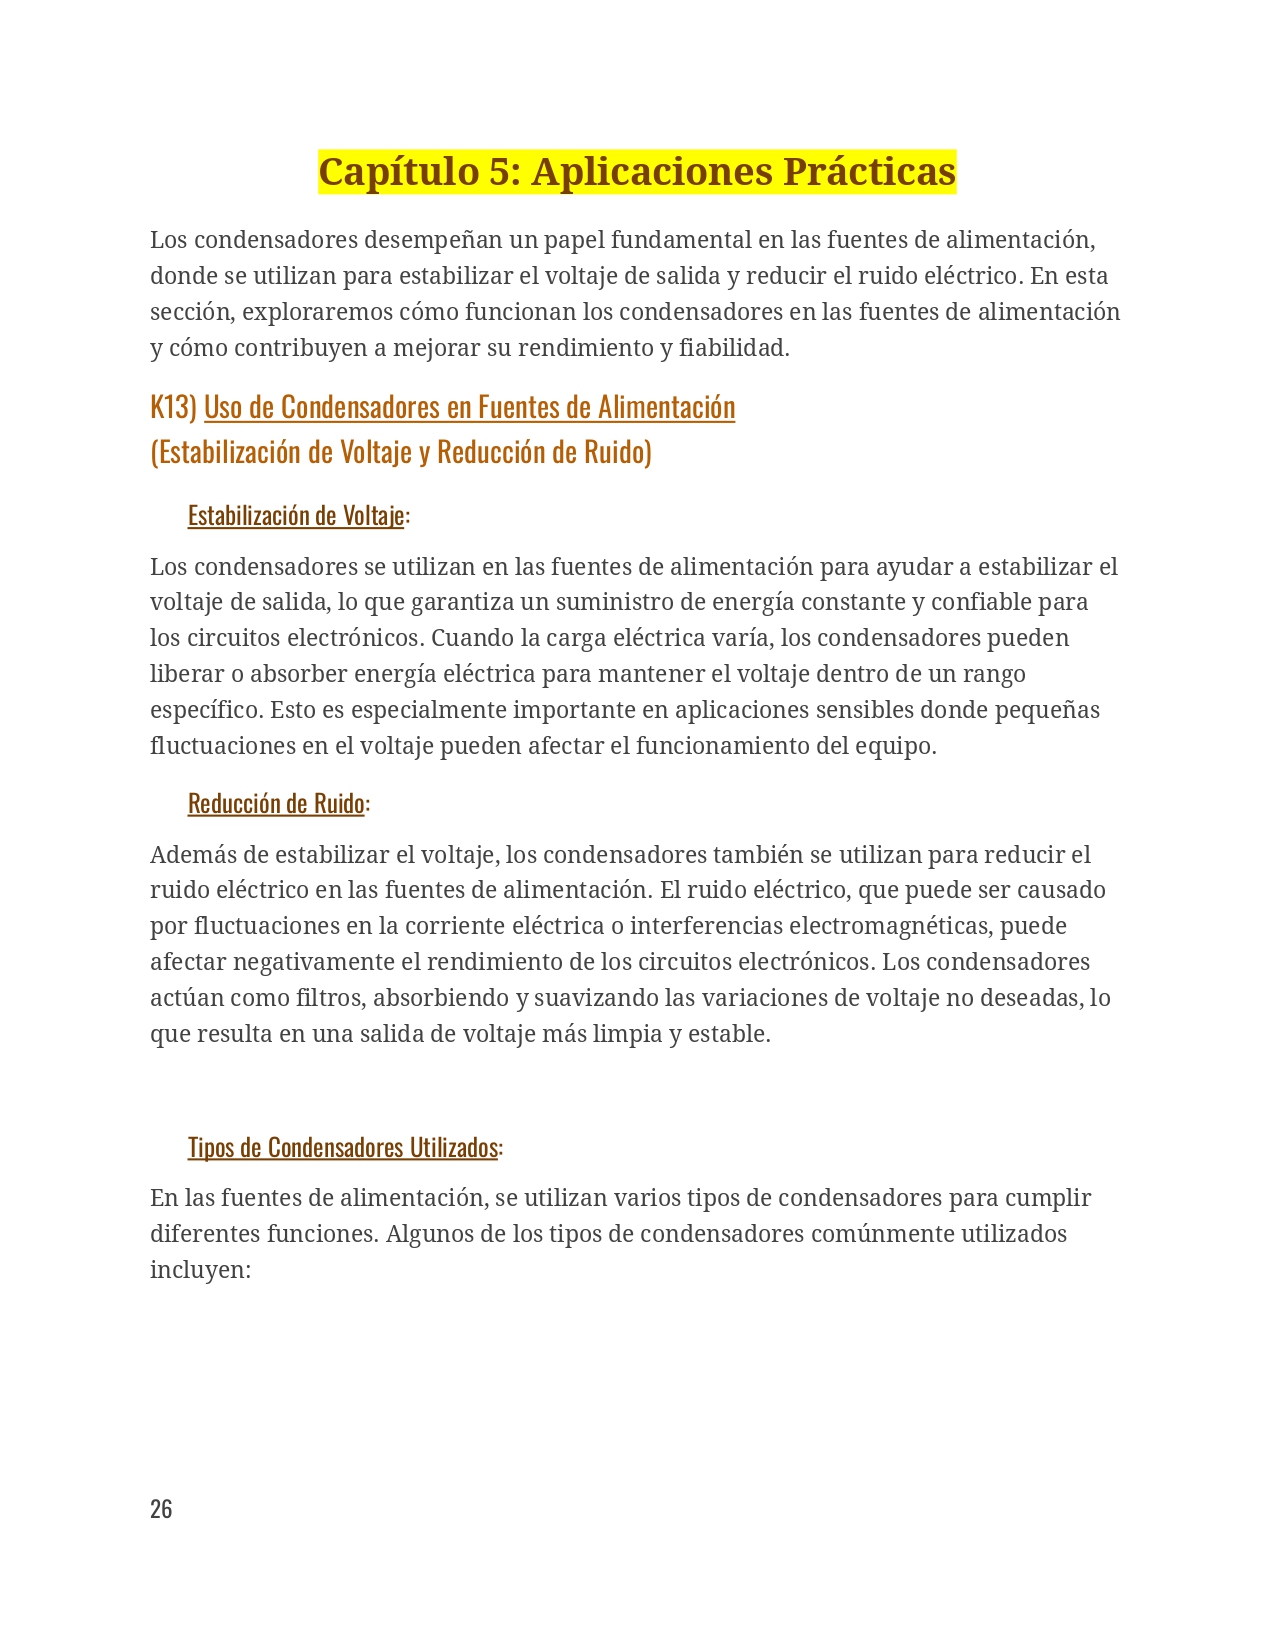 Capítulo 5: Aplicaciones Prácticas
Los condensadores desempeñan un papel fundamental en las fuentes de alimentación,
donde se utilizan para estabilizar el voltaje de salida y reducir el ruido eléctrico. En esta
sección, exploraremos cómo funcionan los condensadores en las fuentes de alimentación
y cómo contribuyen a mejorar su rendimiento y fiabilidad.
K13) Uso de Condensadores en Fuentes de Alimentación
(Estabilización de Voltaje y Reducción de Ruido)
Estabilización de Voltaje:
Los condensadores se utilizan en las fuentes de alimentación para ayudar a estabilizar el
voltaje de salida, lo que garantiza un suministro de energía constante y confiable para
los circuitos electrónicos. Cuando la carga eléctrica varía, los condensadores pueden
liberar o absorber energía eléctrica para mantener el voltaje dentro de un rango
específico. Esto es especialmente importante en aplicaciones sensibles donde pequeñas
fluctuaciones en el voltaje pueden afectar el funcionamiento del equipo.
Reducción de Ruido:
Además de estabilizar el voltaje, los condensadores también se utilizan para reducir el
ruido eléctrico en las fuentes de alimentación. El ruido eléctrico, que puede ser causado
por fluctuaciones en la corriente eléctrica o interferencias electromagnéticas, puede
afectar negativamente el rendimiento de los circuitos electrónicos. Los condensadores
actúan como filtros, absorbiendo y suavizando las variaciones de voltaje no deseadas, lo
que resulta en una salida de voltaje más limpia y estable.
Tipos de Condensadores Utilizados:
En las fuentes de alimentación, se utilizan varios tipos de condensadores para cumplir
diferentes funciones. Algunos de los tipos de condensadores comúnmente utilizados
incluyen:
26